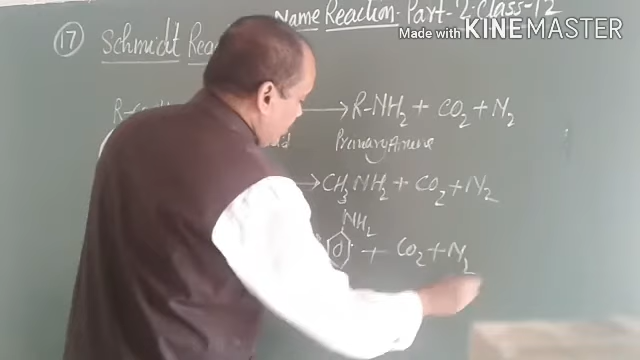 Name Reaction Part-2 Class-12
Made with KINEMASTER
17 Schmidt Rea
R-NH2 + CO2 + N2
Primary Amine
CH3NH2 + CO2 + N2
NH2
+ CO2 + N2